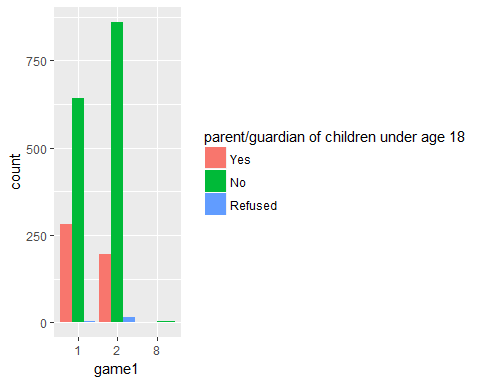 750
500
250
0
count
1 2 8
game1
parent/guardian of children under age 18
Yes
No
Refused